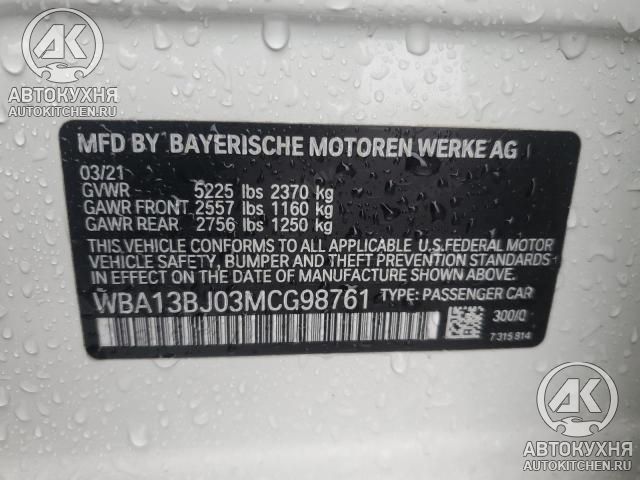 АК
АВТОКУХНЯ
AUTOKITCHEN.RU
MFD BY BAYERISCHE MOTOREN WERKE AG
03/21
GVWR 5225 lbs 2370 kg
GAWR FRONT 2557 lbs 1160 kg
GAWR REAR 2756 lbs 1250 kg
THIS VEHICLE CONFORMS TO ALL APPLICABLE U.S.FEDERAL MOTOR
VEHICLE SAFETY, BUMPER AND THEFT PREVENTION STANDARDS
IN EFFECT ON THE DATE OF MANUFACTURE SHOWN ABOVE.
WBA13BJ03MCG98761 TYPE: PASSENGER CAR
300/0
7315814
АК
АВТОКУХНЯ
AUTOKITCHEN.RU